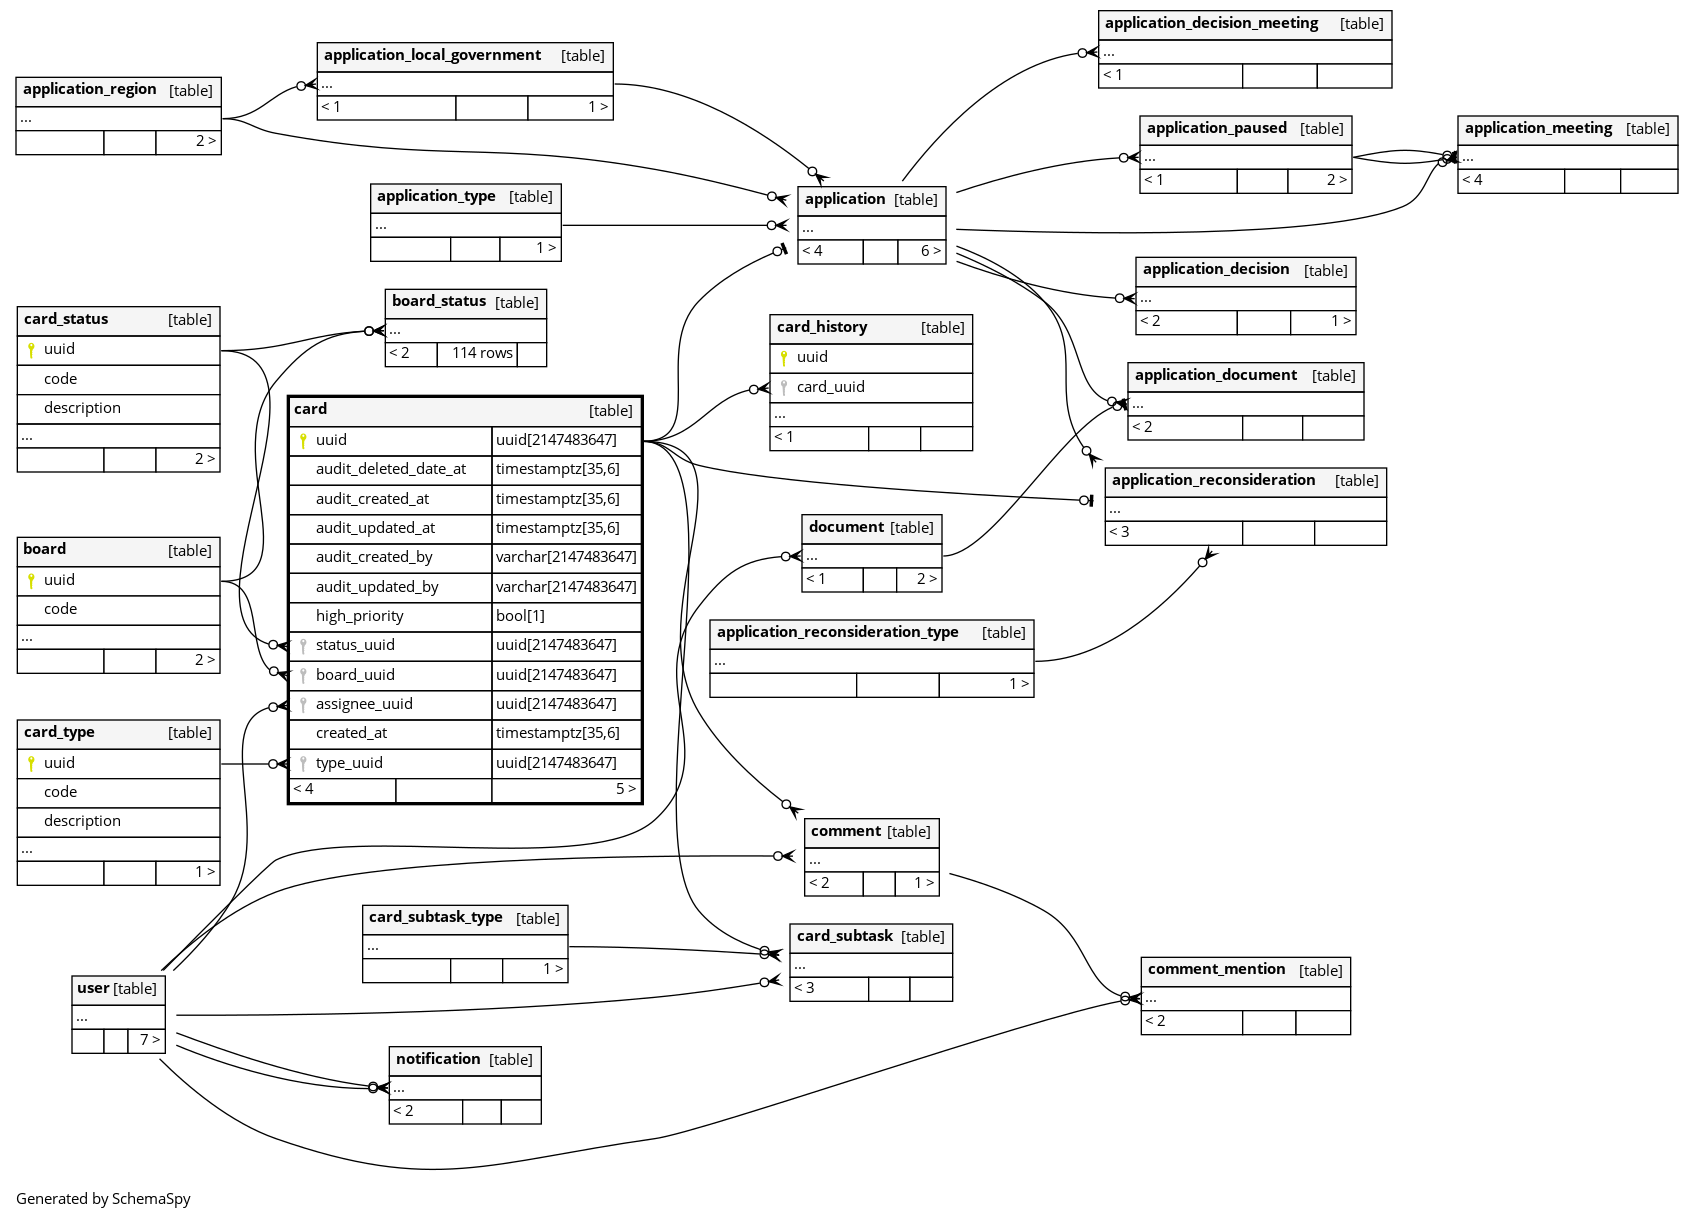 application_decision_meeting [table]
...
< 1
application_local_government [table]
...
< 1 1 >
application_region [table]
...
2 >
application_paused [table]
...
< 1 2 >
application_meeting [table]
...
< 4
application_type [table]
...
1 >
application [table]
...
< 4 6 >
application_decision [table]
...
< 2 1 >
board_status [table]
...
< 2 114 rows
card_status [table]
uuid
code
description
...
2 >
card_history [table]
uuid
card_uuid
...
< 1
application_document [table]
...
< 2
card [table]
uuid uuid[2147483647]
audit_deleted_date_at timestamptz[35,6]
audit_created_at timestamptz[35,6]
audit_updated_at timestamptz[35,6]
audit_created_by varchar[2147483647]
audit_updated_by varchar[2147483647]
high_priority bool[1]
status_uuid uuid[2147483647]
board_uuid uuid[2147483647]
assignee_uuid uuid[2147483647]
created_at timestamptz[35,6]
type_uuid uuid[2147483647]
< 4 5 >
application_reconsideration [table]
...
< 3
document [table]
...
< 1 2 >
board [table]
uuid
code
...
2 >
application_reconsideration_type [table]
...
1 >
card_type [table]
uuid
code
description
...
1 >
comment [table]
...
< 2 1 >
card_subtask_type [table]
...
1 >
card_subtask [table]
...
< 3
comment_mention [table]
...
< 2
user [table]
...
7 >
notification [table]
...
< 2
Generated by SchemaSpy